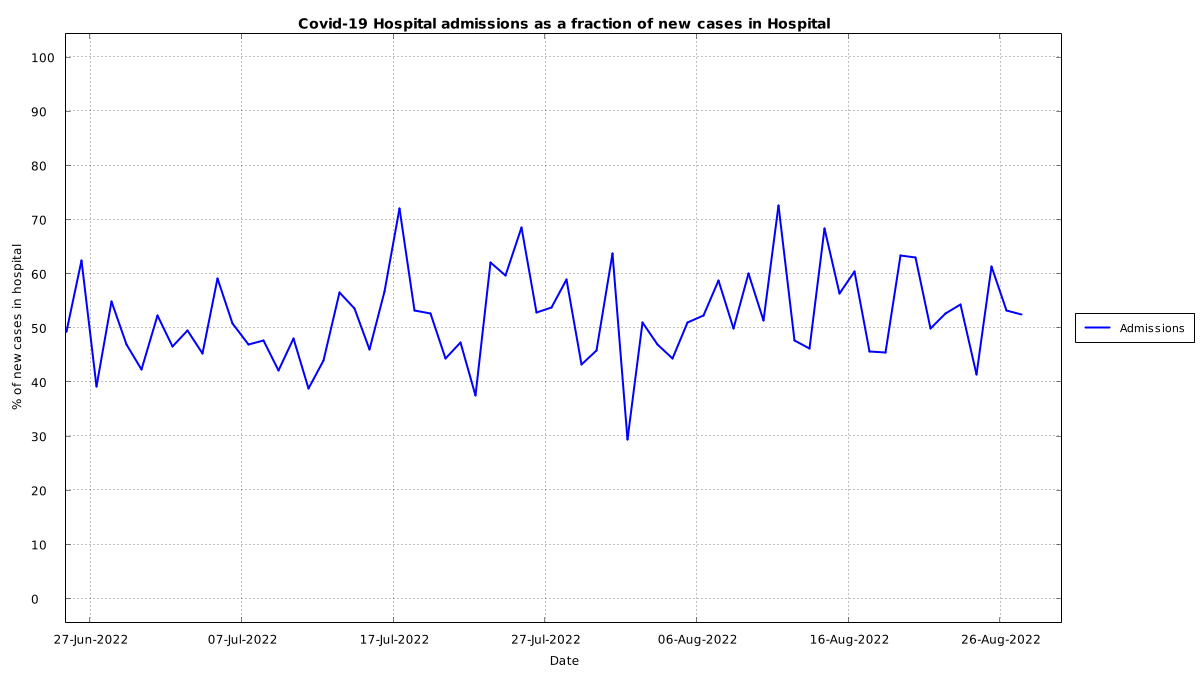 Covid-19 Hospital admissions as a fraction of new cases in Hospital
100
90
80
70
60
50
40
30
20
10
0
% of new cases in hospital
27-Jun-2022
07-Jul-2022
17-Jul-2022
27-Jul-2022
06-Aug-2022
16-Aug-2022
26-Aug-2022
Date
Admissions